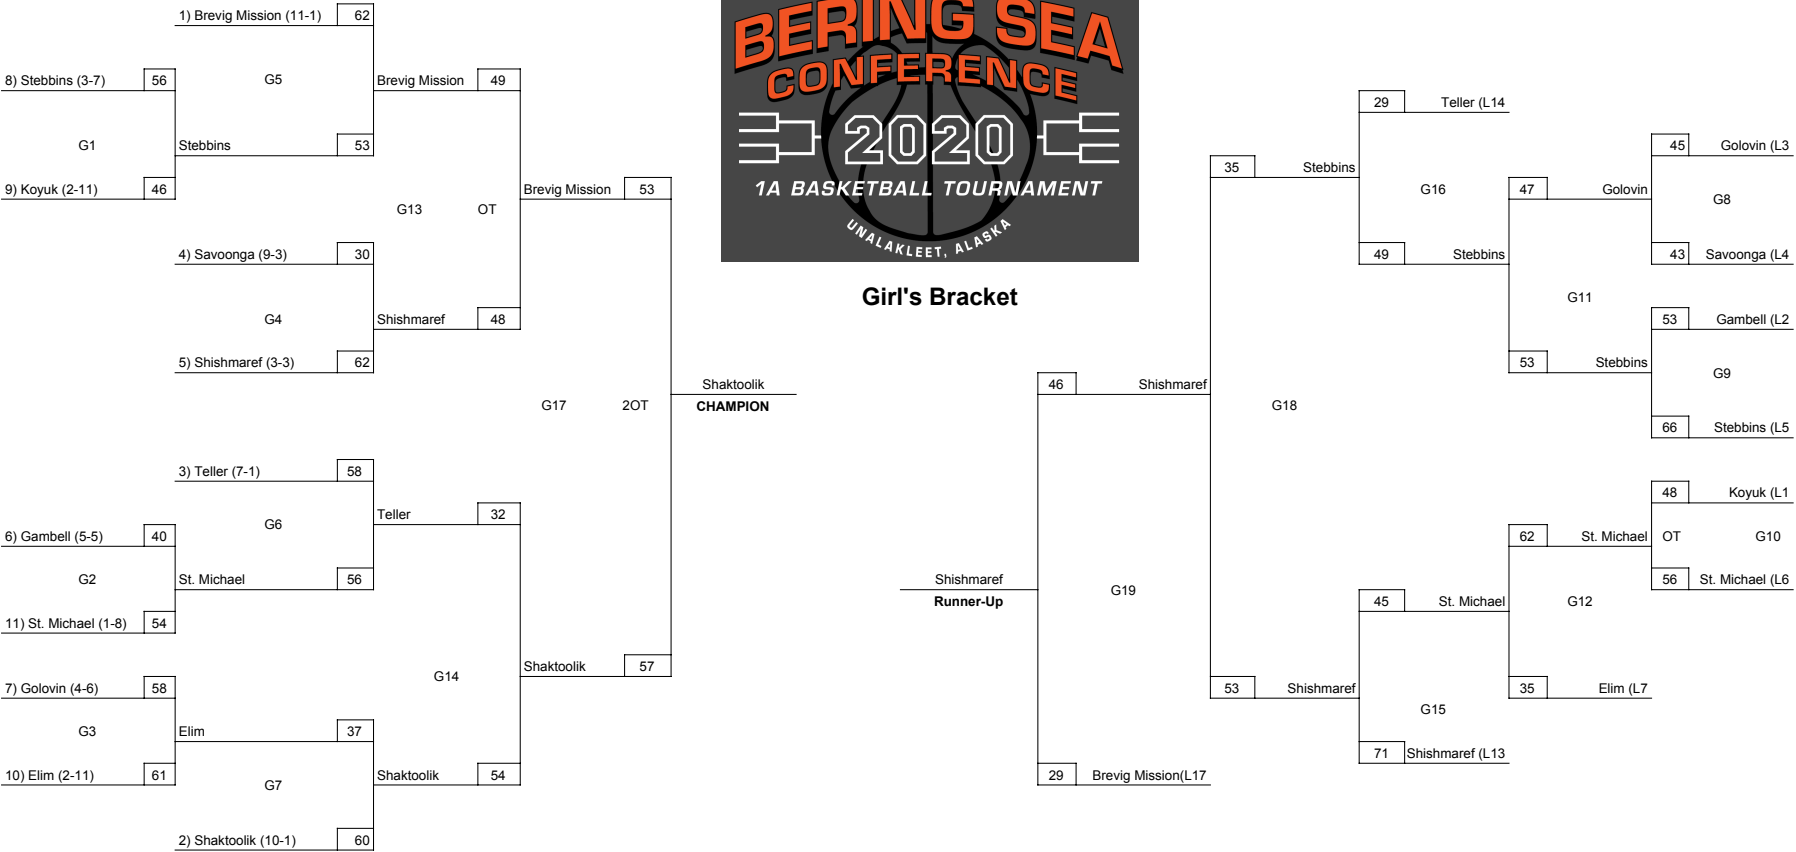 1) Brevig Mission (11-1) 62
8) Stebbins (3-7) 56
G5
Brevig Mission 49
G1
Stebbins 53
9) Koyuk (2-11) 46
G13 OT
Brevig Mission 53
4) Savoonga (9-3) 30
G4
Shishmaref 48
5) Shishmaref (3-3) 62
G17 2OT
Shaktoolik
CHAMPION
3) Teller (7-1) 58
G6
Teller 32
6) Gambell (5-5) 40
G2
St. Michael 56
11) St. Michael (1-8) 54
G14
Shaktoolik 57
7) Golovin (4-6) 58
G3
Elim 37
10) Elim (2-11) 61
G7
Shaktoolik 54
2) Shaktoolik (10-1) 60
BERING SEA
CONFERENCE
2020
1A BASKETBALL TOURNAMENT
UNALAKLEET, ALASKA
Girl's Bracket
29 Teller (L14
45 Golovin (L3
35 Stebbins
G16
47 Golovin
G8
49 Stebbins
43 Savoonga (L4
G11
53 Gambell (L2
53 Stebbins
G9
46 Shishmaref
G18
66 Stebbins (L5
48 Koyuk (L1
62 St. Michael
OT G10
56 St. Michael (L6
Shishmaref
Runner-Up
G19
45 St. Michael
G12
53 Shishmaref
35 Elim (L7
G15
71 Shishmaref (L13
29 Brevig Mission(L17